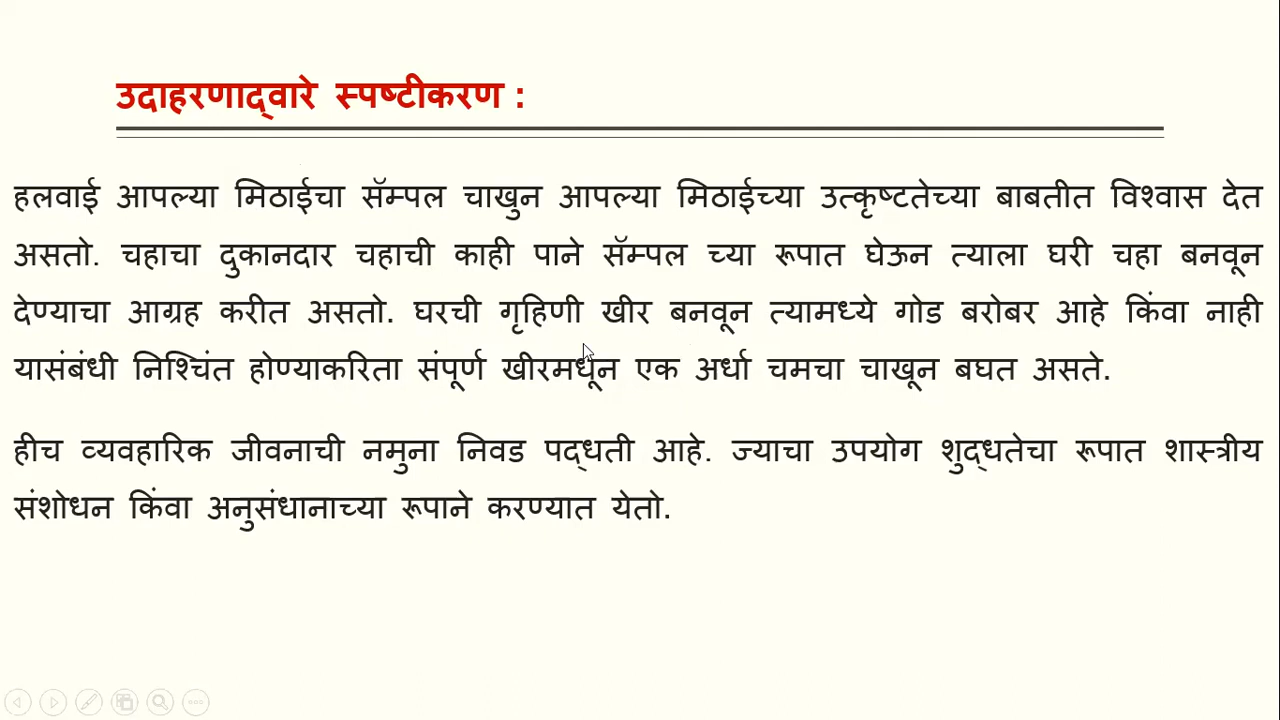 उदाहरणाद्वारे स्पष्टीकरण :
हलवाई आपल्या मिठाईचा सॅम्पल चाखुन आपल्या मिठाईच्या उत्कृष्टतेच्या बाबतीत विश्वास देत
असतो. चहाचा दुकानदार चहाची काही पाने सॅम्पल च्या रूपात घेऊन त्याला घरी चहा बनवून
देण्याचा आग्रह करीत असतो. घरची गृहिणी खीर बनवून त्यामध्ये गोड बरोबर आहे किंवा नाही
यासंबंधी निश्चिंत होण्याकरिता संपूर्ण खीरमधून एक अर्धा चमचा चाखून बघत असते.
हीच व्यवहारिक जीवनाची नमुना निवड पद्धती आहे. ज्याचा उपयोग शुद्धतेचा रूपात शास्त्रीय
संशोधन किंवा अनुसंधानाच्या रूपाने करण्यात येतो.